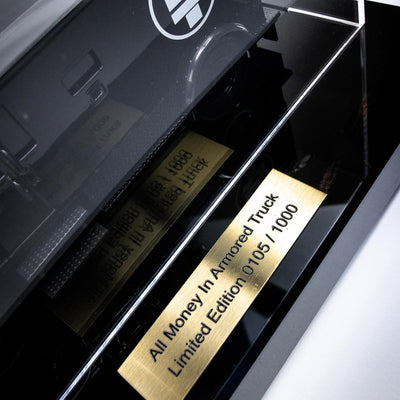 All Money In Armored Truck
Limited Edition 0105 / 1000